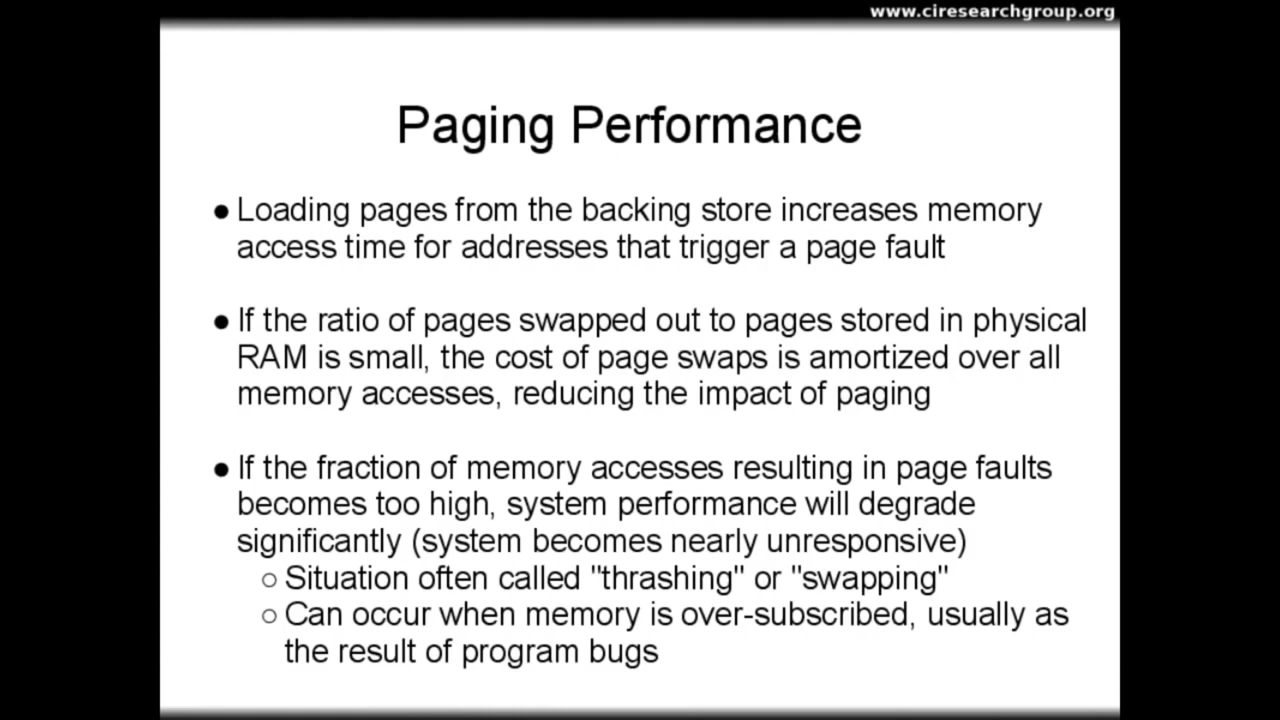 www.ciresearchgroup.org
Paging Performance
● Loading pages from the backing store increases memory
access time for addresses that trigger a page fault
● If the ratio of pages swapped out to pages stored in physical
RAM is small, the cost of page swaps is amortized over all
memory accesses, reducing the impact of paging
● If the fraction of memory accesses resulting in page faults
becomes too high, system performance will degrade
significantly (system becomes nearly unresponsive)
○ Situation often called "thrashing" or "swapping"
○ Can occur when memory is over-subscribed, usually as
the result of program bugs